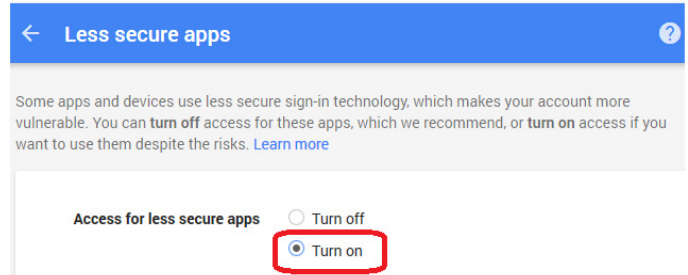 Less secure apps
Some apps and devices use less secure sign-in technology, which makes your account more
vulnerable. You can turn off access for these apps, which we recommend, or turn on access if you
want to use them despite the risks. Learn more
Access for less secure apps Turn off
Turn on